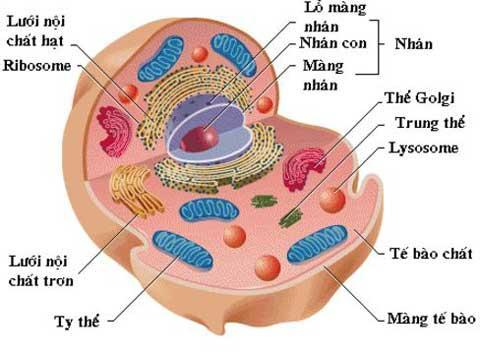 Lưới nội
chất hạt
Ribosome
Lỗ màng
nhân
Nhân con
Màng
nhân
Nhân
Thể Golgi
Trung thể
Lysosome
Tế bào chất
Màng tế bào
Lưới nội
chất trơn
Ty thể